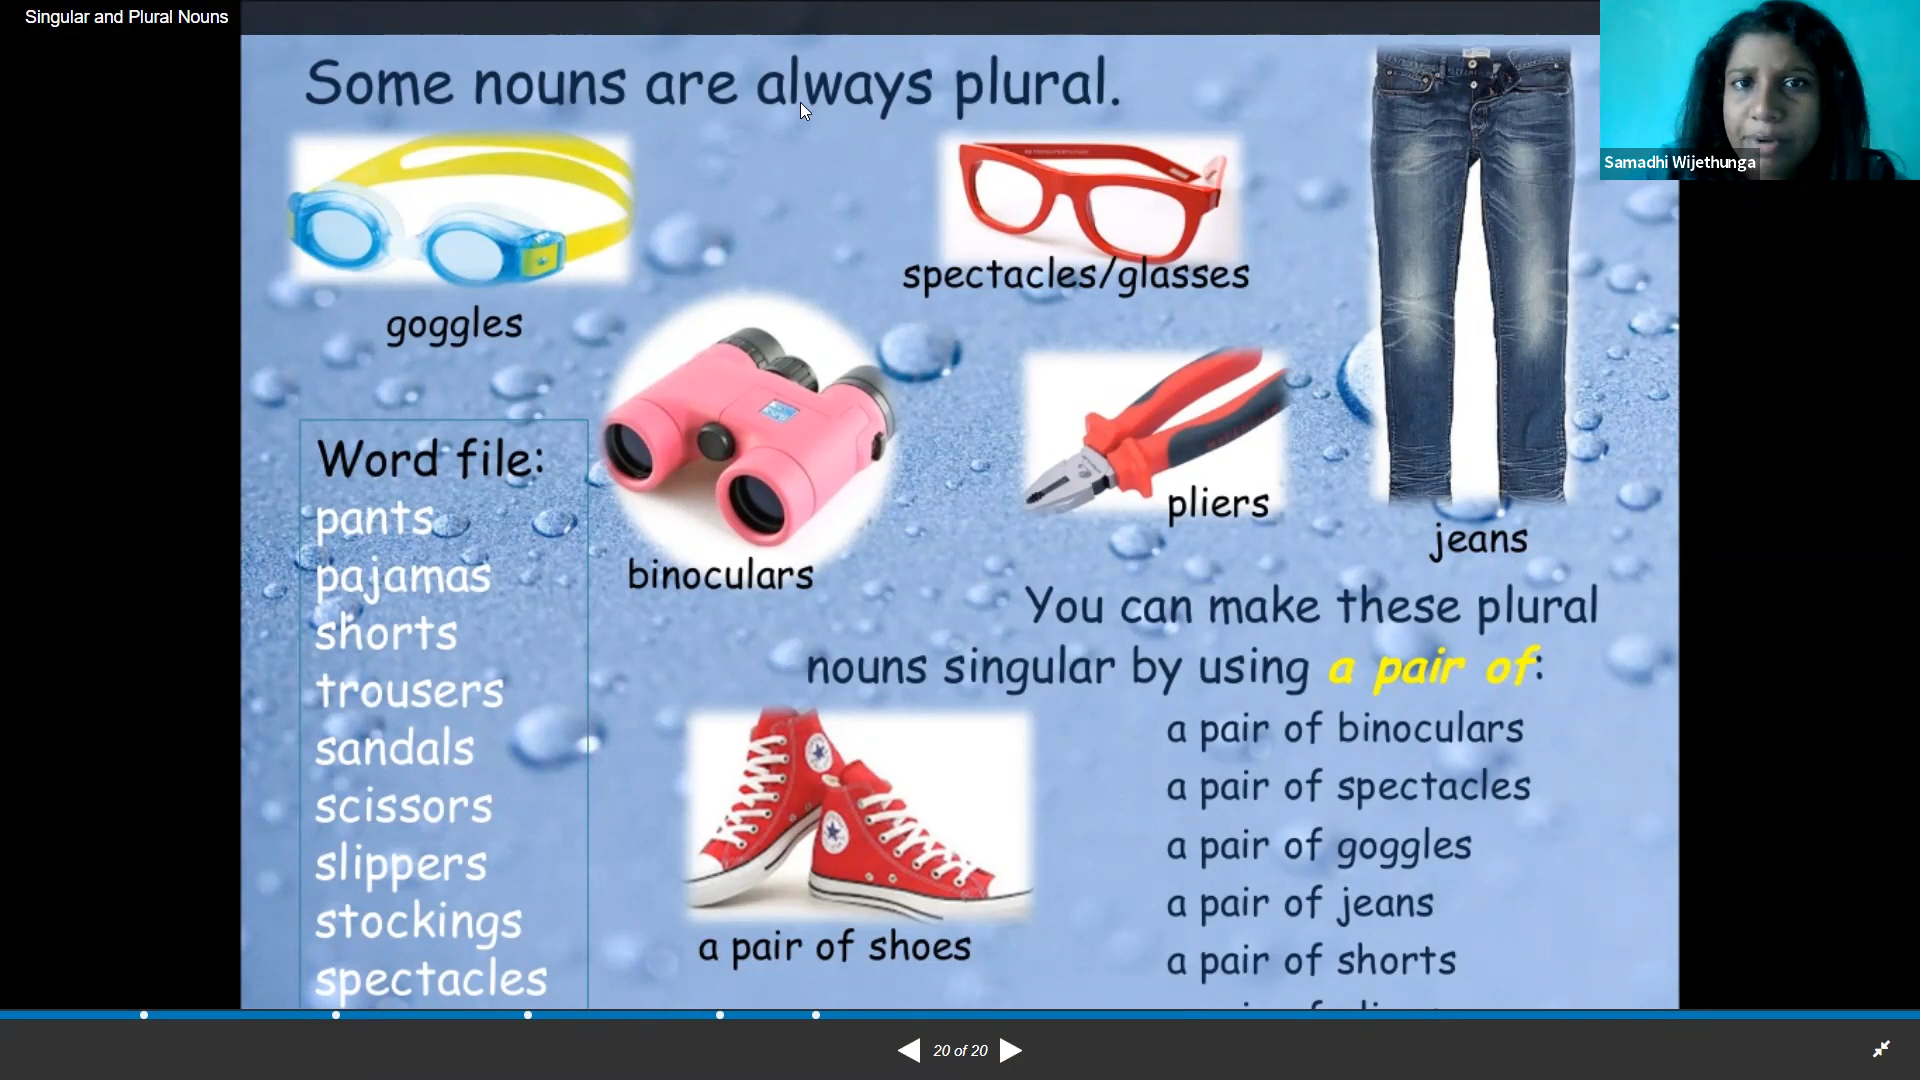 Singular and Plural Nouns
Some nouns are always plural.
Samadhi Wijethunga
spectacles/glasses
goggles
pliers
jeans
binoculars
Word file:
pants
pajamas
shorts
trousers
sandals
scissors
slippers
stockings
spectacles
You can make these plural
nouns singular by using a pair of:
a pair of binoculars
a pair of spectacles
a pair of goggles
a pair of jeans
a pair of shorts
a pair of shoes
20 of 20